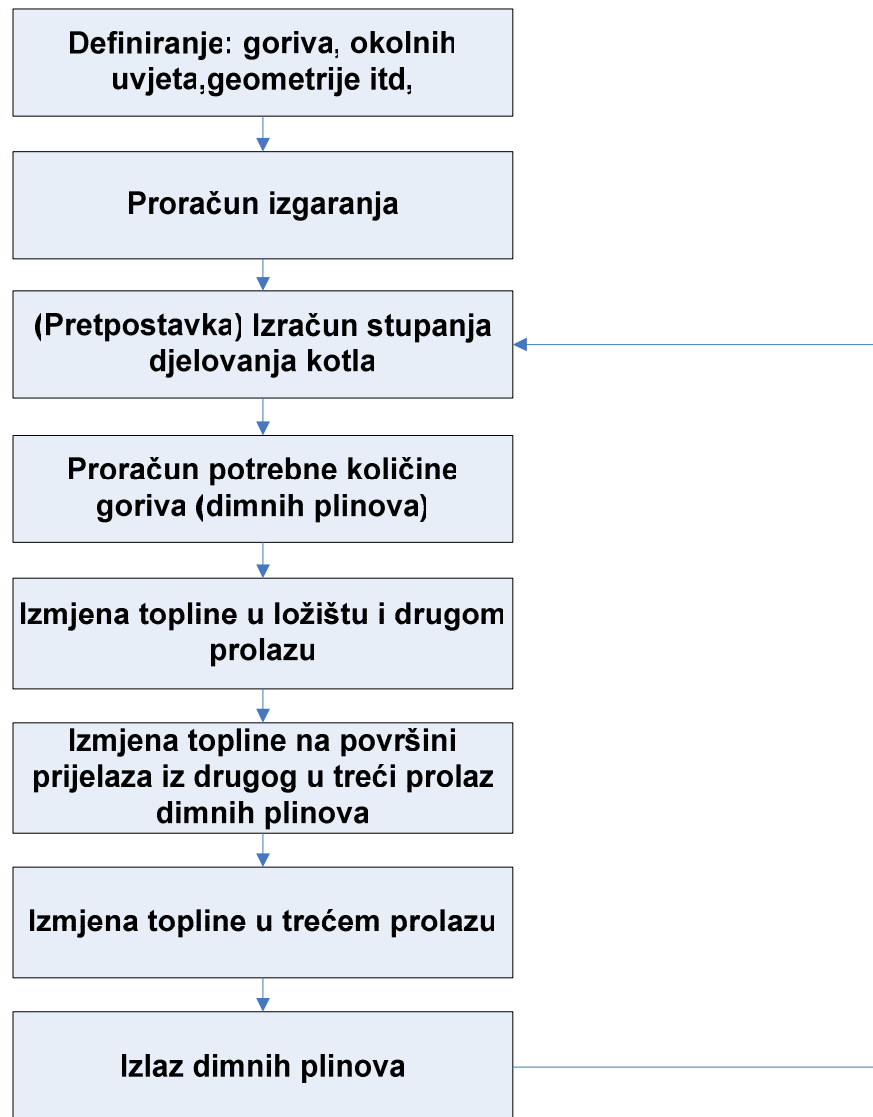 Definiranje: goriva, okolnih
uvjeta,geometrije itd,
Proračun izgaranja
(Pretpostavka) Izračun stupanja
djelovanja kotla
Proračun potrebne količine
goriva (dimnih plinova)
Izmjena topline u ložištu i drugom
prolazu
Izmjena topline na površini
prijelaza iz drugog u treći prolaz
dimnih plinova
Izmjena topline u trećem prolazu
Izlaz dimnih plinova